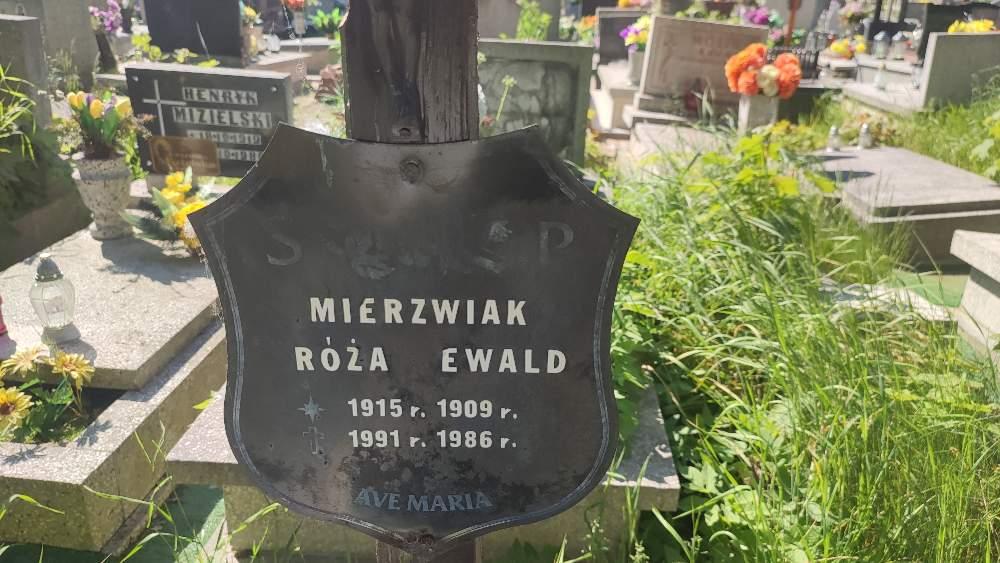 HENRYK
MIZIELSKI
S P
MIERZWIAK
RÓŻA EWALD
1915 r. 1909 r.
1991 r. 1986 r.
AVE MARIA